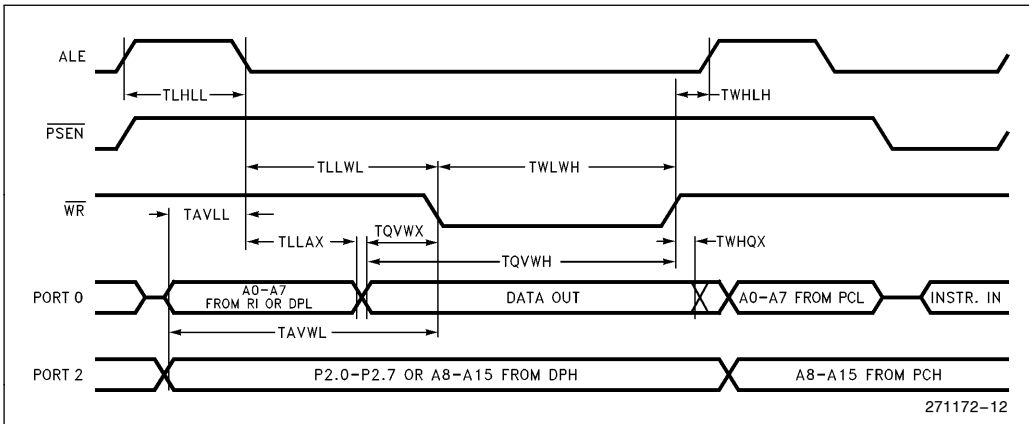 ALE
TLHLL
TWHLH
PSEN
TLLWL
TWLWH
WR
TAVLL
TLLAX
TQVWX
TWHQX
TQVWH
PORT 0
A0–A7
FROM RI OR DPL
DATA OUT
A0–A7 FROM PCL
INSTR. IN
TAVWL
PORT 2
P2.0–P2.7 OR A8–A15 FROM DPH
A8–A15 FROM PCH
271172–12